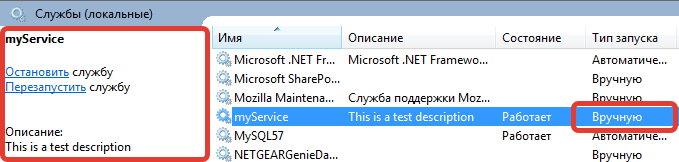 Службы (локальные)
myService
Остановить службу
Перезапустить службу
Описание:
This is a test description
Имя Описание Состояние Тип запуска
Microsoft .NET Fr... Microsoft .NET Framewo... Автоматиче...
Microsoft SharePo... Вручную
Mozilla Maintena... Служба поддержки Moz... Вручную
myService This is a test description Работает Вручную
MySQL57 Работает Автоматиче...
NETGEARGenieDa... Вручную